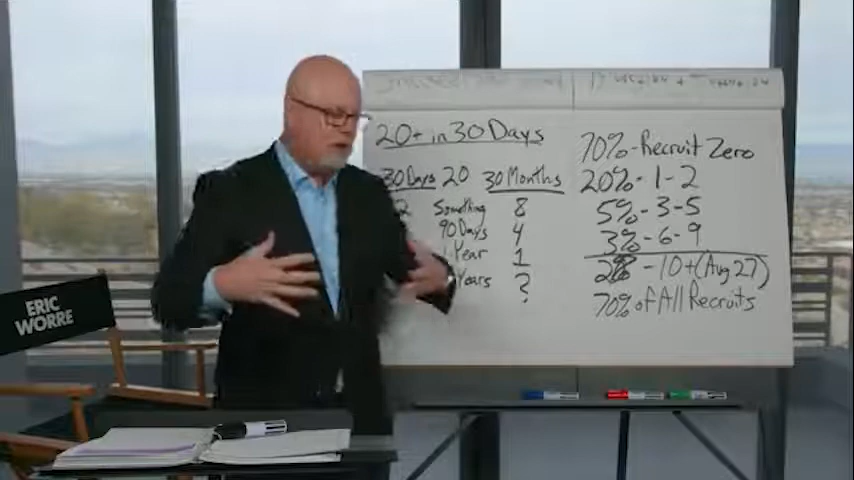 ERIC
WORRE
20+ in 30 Days
30 Days 20 30 Months
2 Something 8
90 Days 4
Year 1
Years ?
70% - Recruit Zero
20% - 1 - 2
5% - 3 - 5
3% - 6 - 9
2% - 10+ (Aug 27)
70% of All Recruits